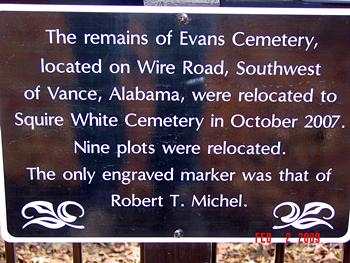 The remains of Evans Cemetery,
located on Wire Road, Southwest
of Vance, Alabama, were relocated to
Squire White Cemetery in October 2007.
Nine plots were relocated.
The only engraved marker was that of
Robert T. Michel.
FEB 2 2009